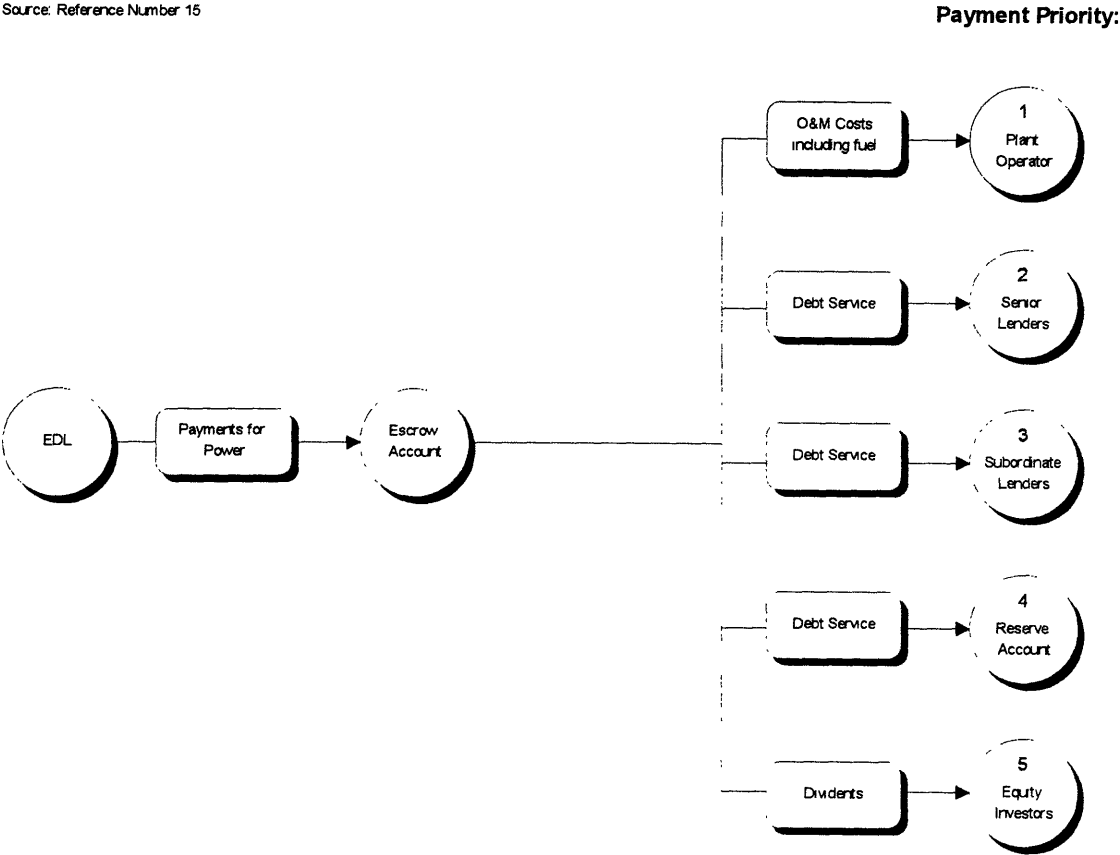 Source: Reference Number 15
Payment Priority:
O&M Costs
including fuel
1
Plant
Operator
Debt Service
2
Senior
Lenders
EDL
Payments for
Power
Escrow
Account
Debt Service
3
Subordinate
Lenders
Debt Service
4
Reserve
Account
Dividents
5
Equity
Investors